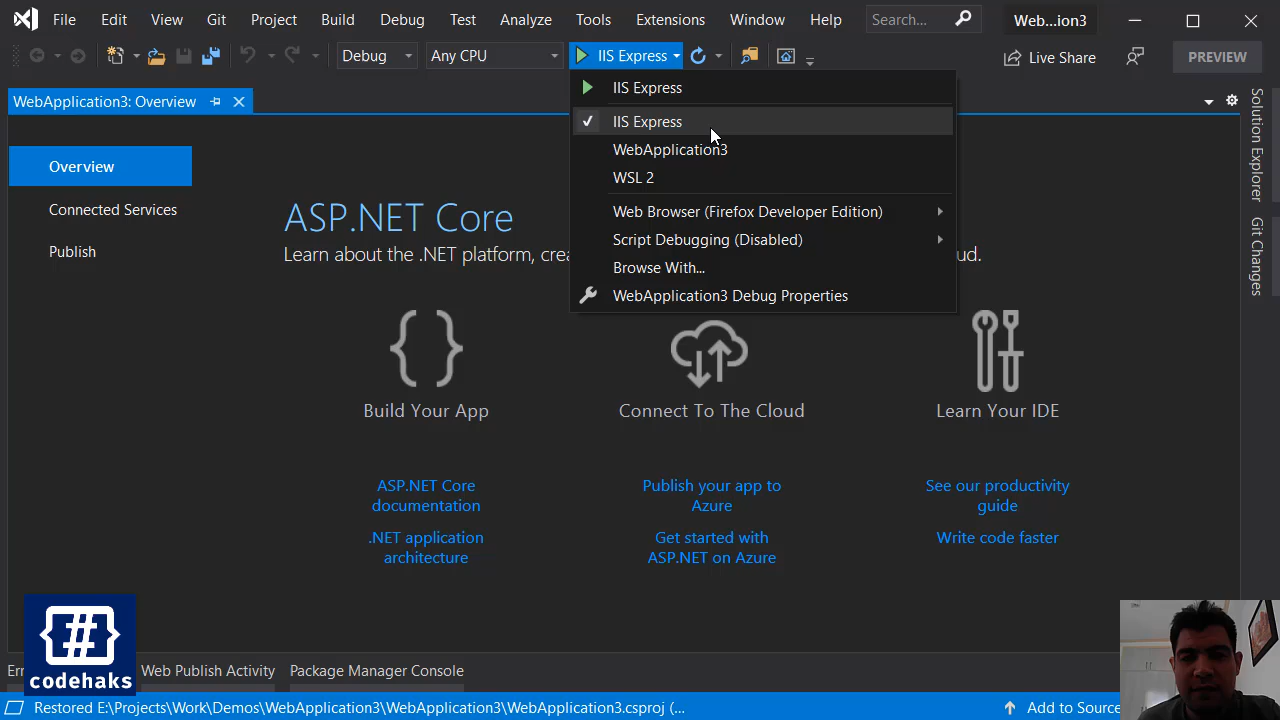 File Edit View Git Project Build Debug Test Analyze Tools Extensions Window Help Search... Web...ion3
Debug Any CPU IIS Express Live Share PREVIEW
IIS Express
IIS Express
WebApplication3
WSL 2
Web Browser (Firefox Developer Edition)
Script Debugging (Disabled)
Browse With...
WebApplication3 Debug Properties
WebApplication3: Overview
Overview
Connected Services
Publish
ASP.NET Core
Learn about the .NET platform, crea oud.
Build Your App
Connect To The Cloud
Learn Your IDE
ASP.NET Core
documentation
.NET application
architecture
Publish your app to
Azure
Get started with
ASP.NET on Azure
See our productivity
guide
Write code faster
Solution Explorer
Git Changes
{#}
codehaks
Err Web Publish Activity Package Manager Console
Restored E:\Projects\Work\Demos\WebApplication3\WebApplication3\WebApplication3.csproj (... Add to Source